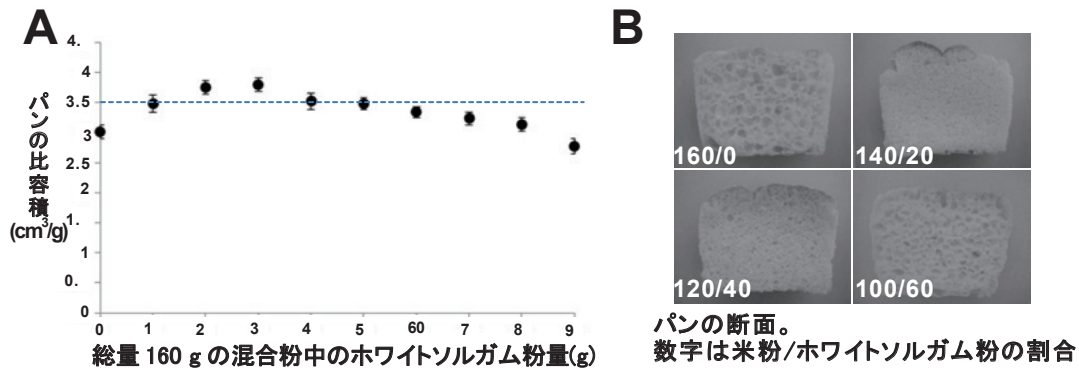 A
パンの比容積
(cm3/g)
4.
4
3.5
3
2.5
2
1.
1
0.
0
0 1 2 3 4 5 60 7 8 9
総量 160 g の混合粉中のホワイトソルガム粉量(g)
B
160/0
140/20
120/40
100/60
パンの断面。
数字は米粉/ホワイトソルガム粉の割合